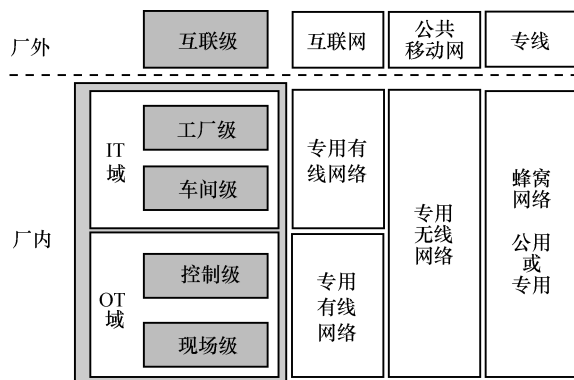 厂外
互联级
互联网
公共
移动网
专线
厂内
IT
域
工厂级
车间级
OT
域
控制级
现场级
专用有
线网络
专用
有线
网络
专用
无线
网络
蜂窝
网络
公用
或
专用